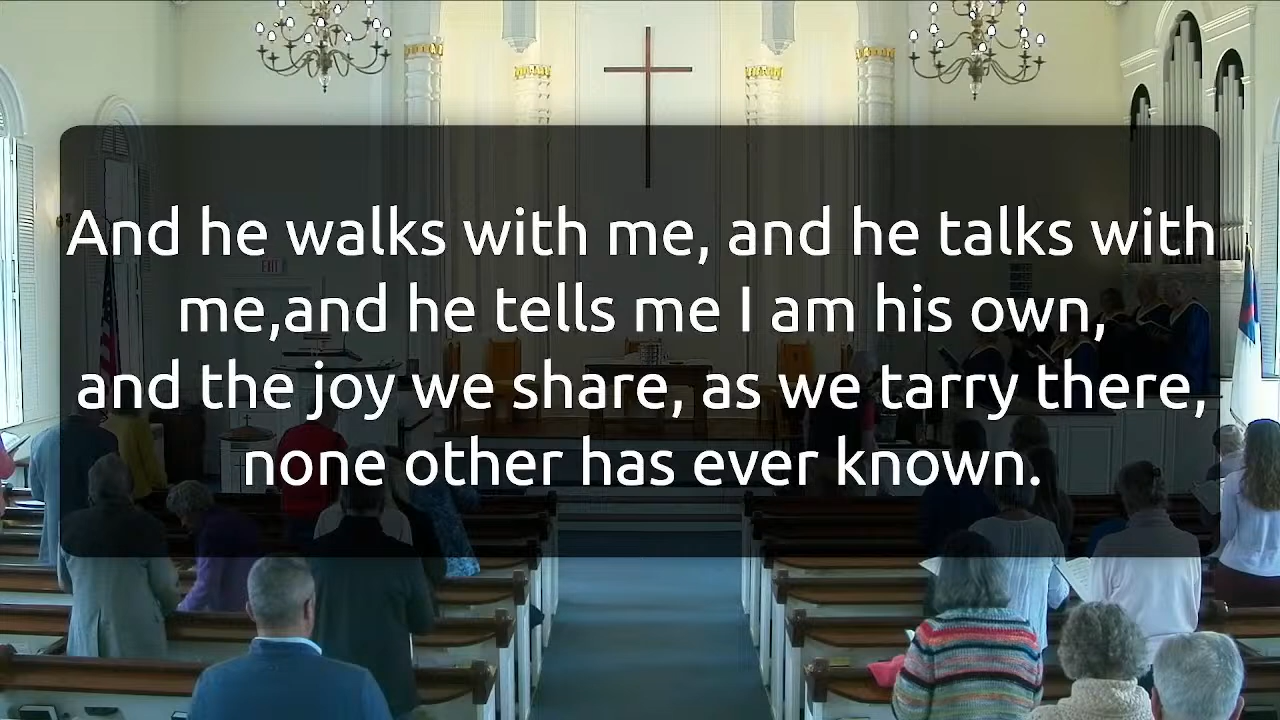 And he walks with me, and he talks with
me,and he tells me I am his own,
and the joy we share, as we tarry there,
none other has ever known.
EXIT